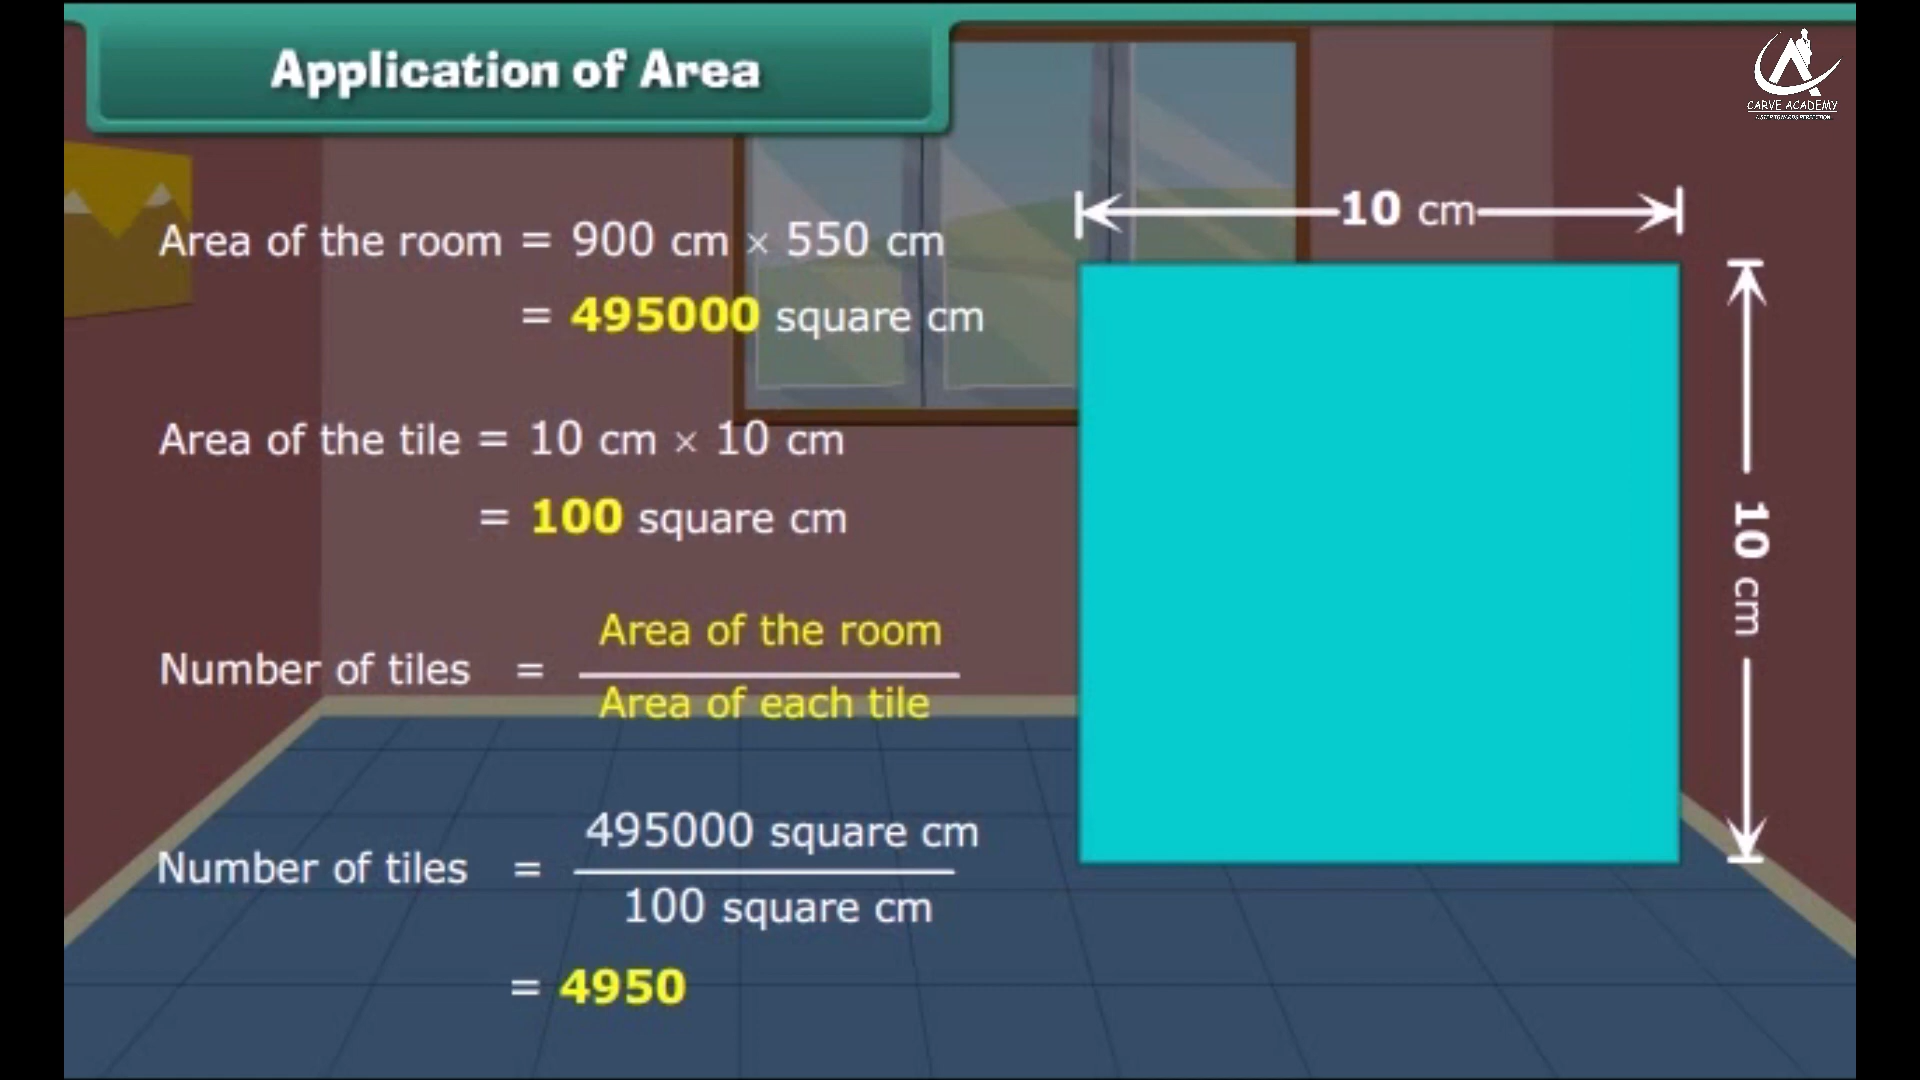 Application of Area
CARVE ACADEMY
Area of the room = 900 cm × 550 cm
= 495000 square cm
Area of the tile = 10 cm × 10 cm
= 100 square cm
Number of tiles =
Area of the room
Area of each tile
Number of tiles =
495000 square cm
100 square cm
= 4950
10 cm
10 cm